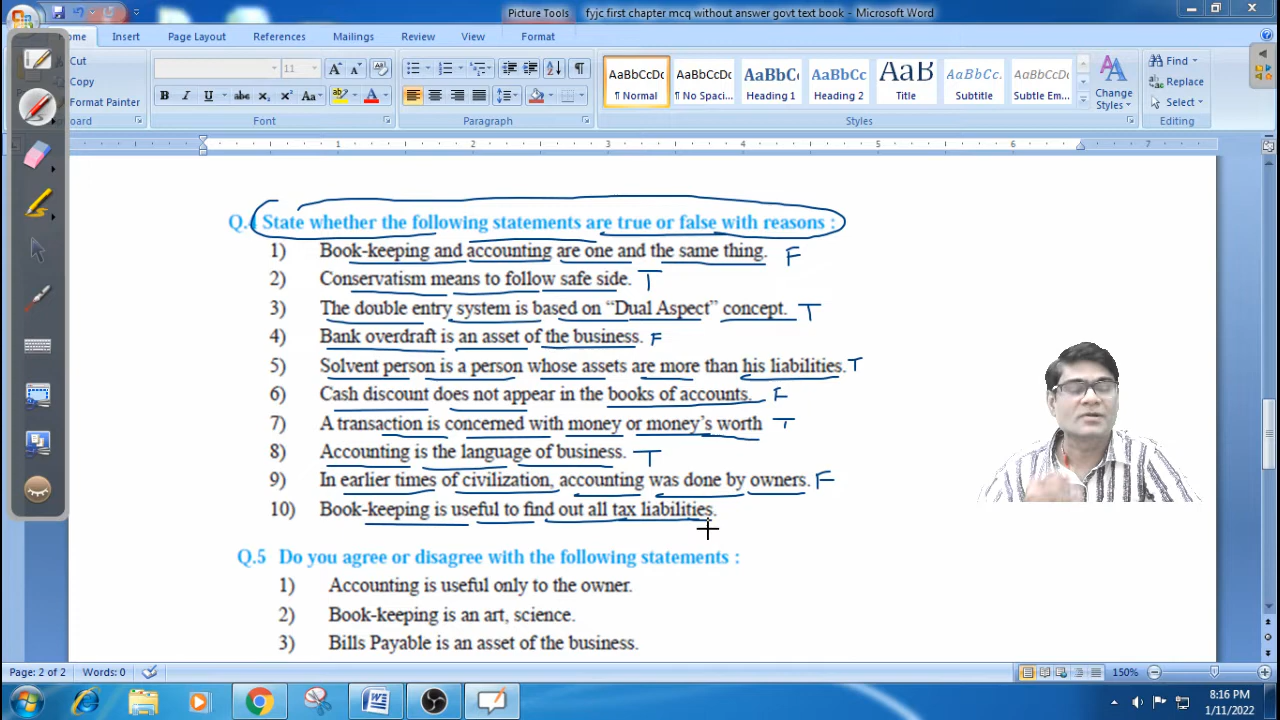 Picture Tools
fyjc first chapter mcq without answer govt text book - Microsoft Word
ome Insert Page Layout References Mailings Review View Format
Cut
Copy
Format Painter
board
11
Font
Paragraph
AaBbCcDc AaBbCcDc AaBbC AaBbCc AaB AaBbCc. AaBbCcDc
¶ Normal ¶ No Spaci... Heading 1 Heading 2 Title Subtitle Subtle Em...
Change
Styles
Styles
Find
Replace
Select
Editing
1 2 3 4 5 6 7
Q.4 State whether the following statements are true or false with reasons :
1) Book-keeping and accounting are one and the same thing. F
2) Conservatism means to follow safe side. T
3) The double entry system is based on “Dual Aspect” concept. T
4) Bank overdraft is an asset of the business. F
5) Solvent person is a person whose assets are more than his liabilities. T
6) Cash discount does not appear in the books of accounts. F
7) A transaction is concerned with money or money’s worth T
8) Accounting is the language of business. T
9) In earlier times of civilization, accounting was done by owners. F
10) Book-keeping is useful to find out all tax liabilities.
Q.5 Do you agree or disagree with the following statements :
1) Accounting is useful only to the owner.
2) Book-keeping is an art, science.
3) Bills Payable is an asset of the business.
Page: 2 of 2 Words: 0 150%
8:16 PM
1/11/2022